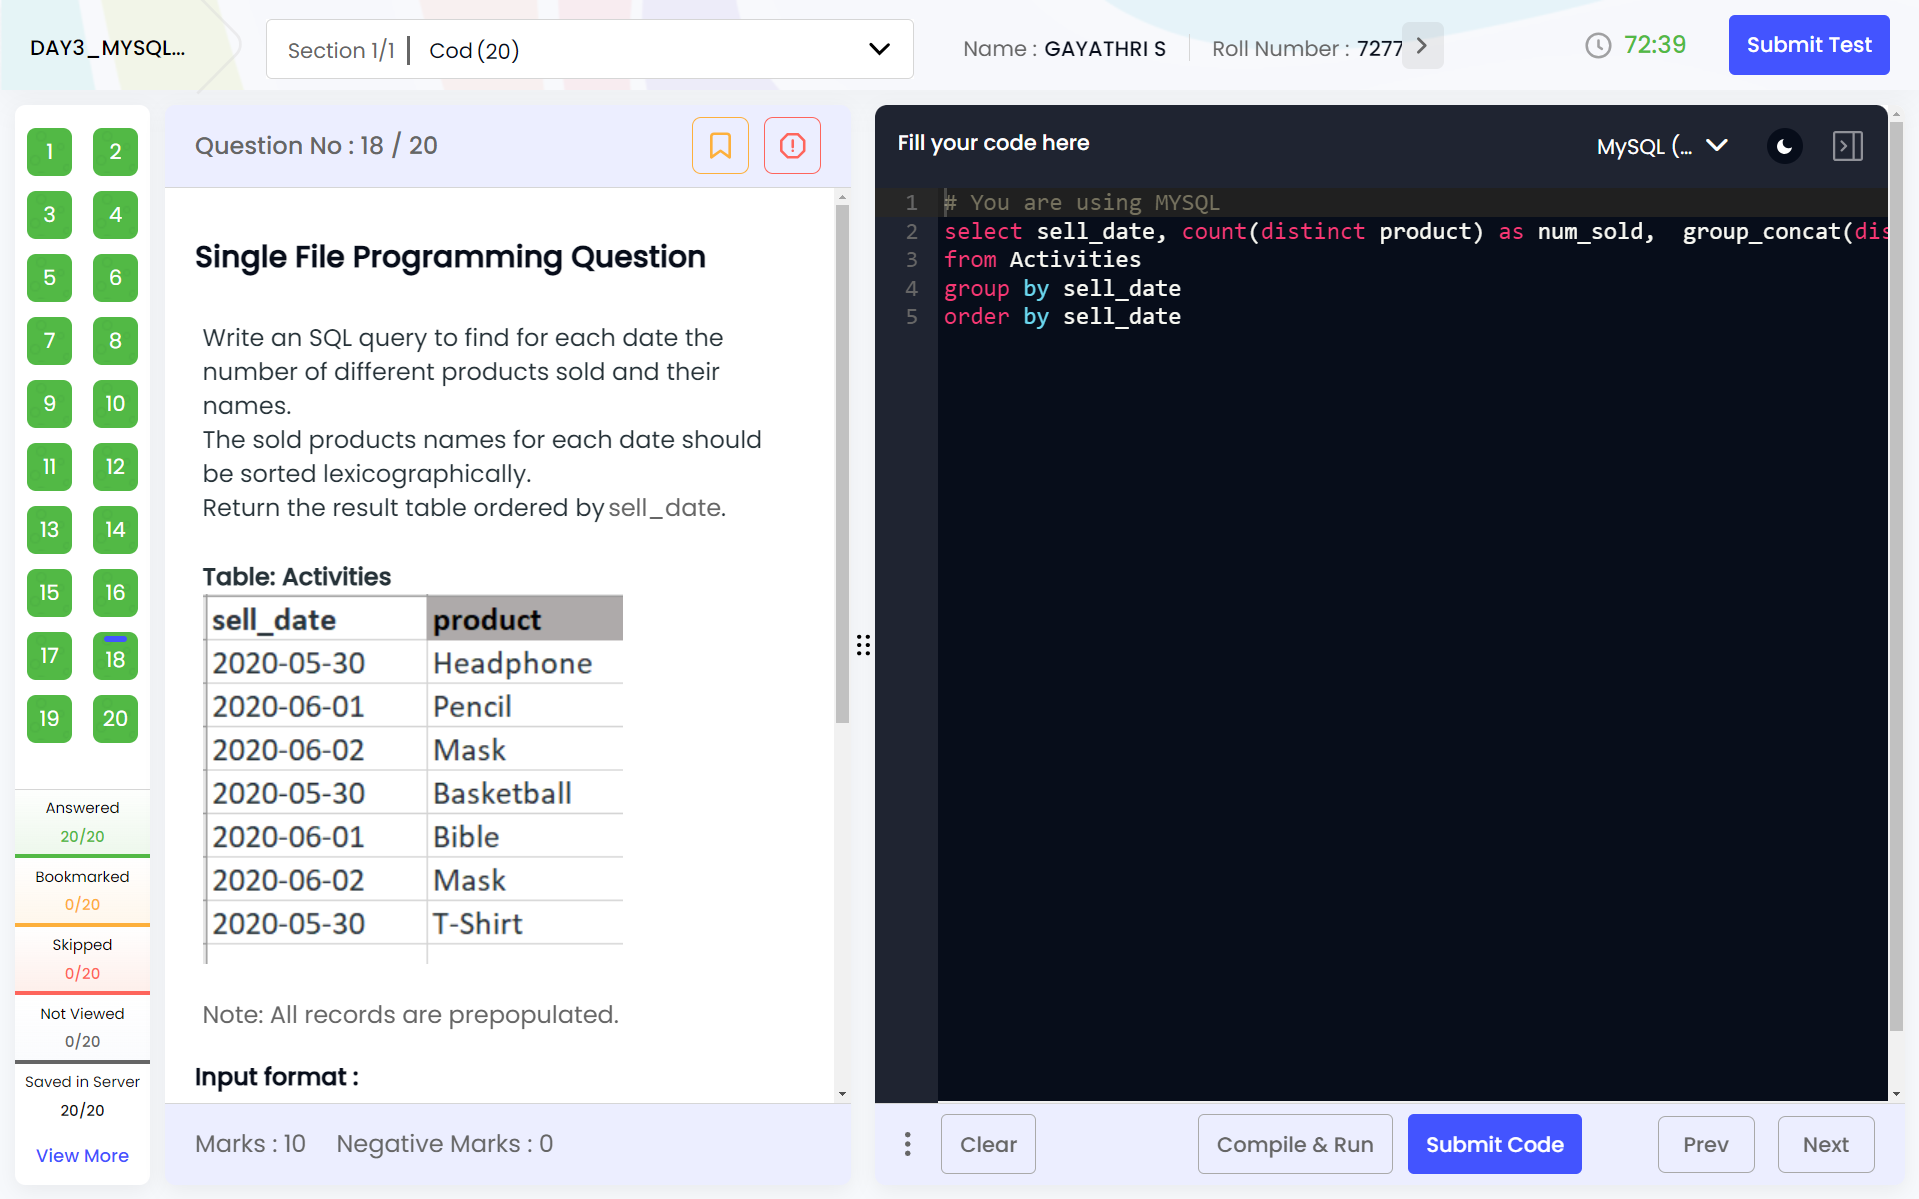 DAY3_MYSQL...
Section 1/1 | Cod (20)
Name : GAYATHRI S
Roll Number : 7277
72:39
Submit Test
1 2
3 4
5 6
7 8
9 10
11 12
13 14
15 16
17 18
19 20
Answered
20/20
Bookmarked
0/20
Skipped
0/20
Not Viewed
0/20
Saved in Server
20/20
View More
Question No : 18 / 20
Single File Programming Question
Write an SQL query to find for each date the
number of different products sold and their
names.
The sold products names for each date should
be sorted lexicographically.
Return the result table ordered by sell_date.
Table: Activities
sell_date product
2020-05-30 Headphone
2020-06-01 Pencil
2020-06-02 Mask
2020-05-30 Basketball
2020-06-01 Bible
2020-06-02 Mask
2020-05-30 T-Shirt
Note: All records are prepopulated.
Input format :
Marks : 10 Negative Marks : 0
Fill your code here
MySQL (...
1 # You are using MYSQL
2 select sell_date, count(distinct product) as num_sold,  group_concat(dis
3 from Activities
4 group by sell_date
5 order by sell_date
Clear
Compile & Run
Submit Code
Prev
Next